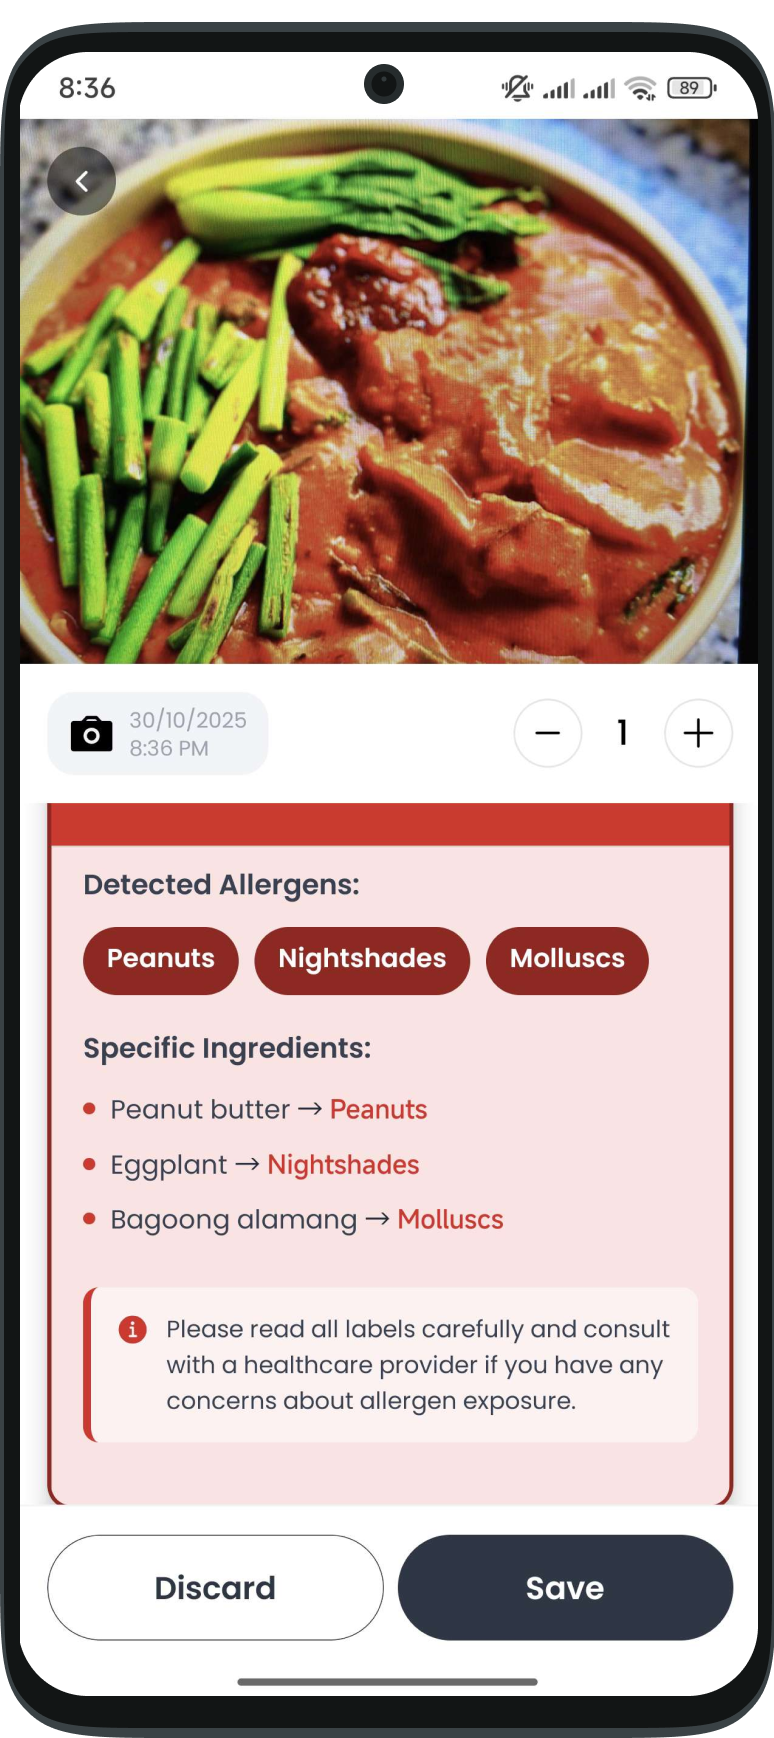 8:36
89
30/10/2025
8:36 PM
1
Detected Allergens:
Peanuts Nightshades Molluscs
Specific Ingredients:
Peanut butter → Peanuts
Eggplant → Nightshades
Bagoong alamang → Molluscs
Please read all labels carefully and consult
with a healthcare provider if you have any
concerns about allergen exposure.
Discard Save